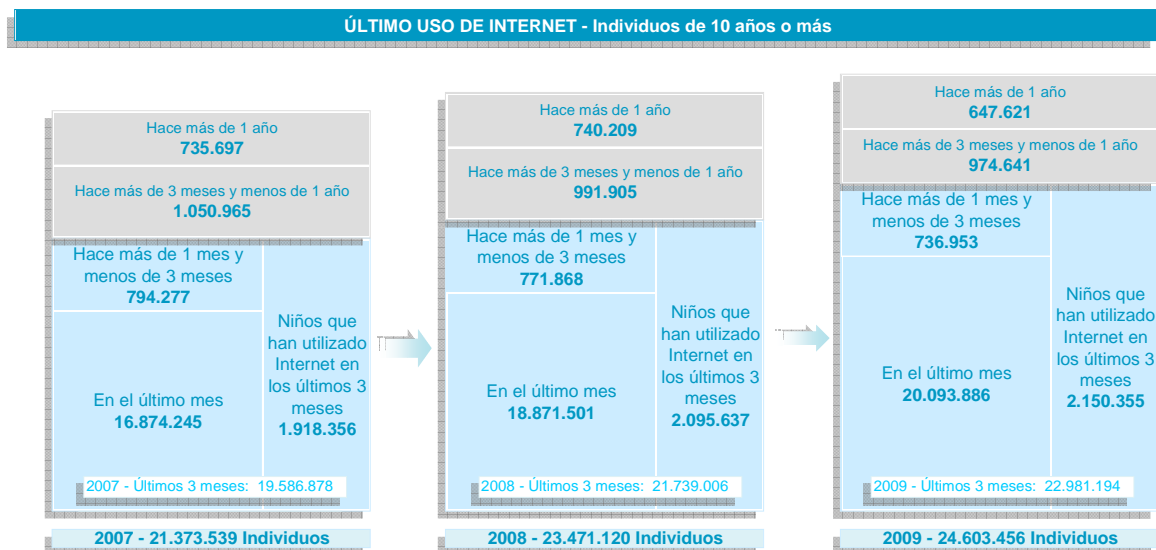 ÚLTIMO USO DE INTERNET - Individuos de 10 años o más
Hace más de 1 año
735.697
Hace más de 3 meses y menos de 1 año
1.050.965
Hace más de 1 mes y
menos de 3 meses
794.277
En el último mes
16.874.245
Niños que
han utilizado
Internet en
los últimos 3
meses
1.918.356
2007 - Últimos 3 meses: 19.586.878
2007 - 21.373.539 Individuos
Hace más de 1 año
740.209
Hace más de 3 meses y menos de 1 año
991.905
Hace más de 1 mes y
menos de 3 meses
771.868
En el último mes
18.871.501
Niños que
han utilizado
Internet en
los últimos 3
meses
2.095.637
2008 - Últimos 3 meses: 21.739.006
2008 - 23.471.120 Individuos
Hace más de 1 año
647.621
Hace más de 3 meses y menos de 1 año
974.641
Hace más de 1 mes y
menos de 3 meses
736.953
En el último mes
20.093.886
Niños que
han utilizado
Internet en
los últimos 3
meses
2.150.355
2009 - Últimos 3 meses: 22.981.194
2009 - 24.603.456 Individuos